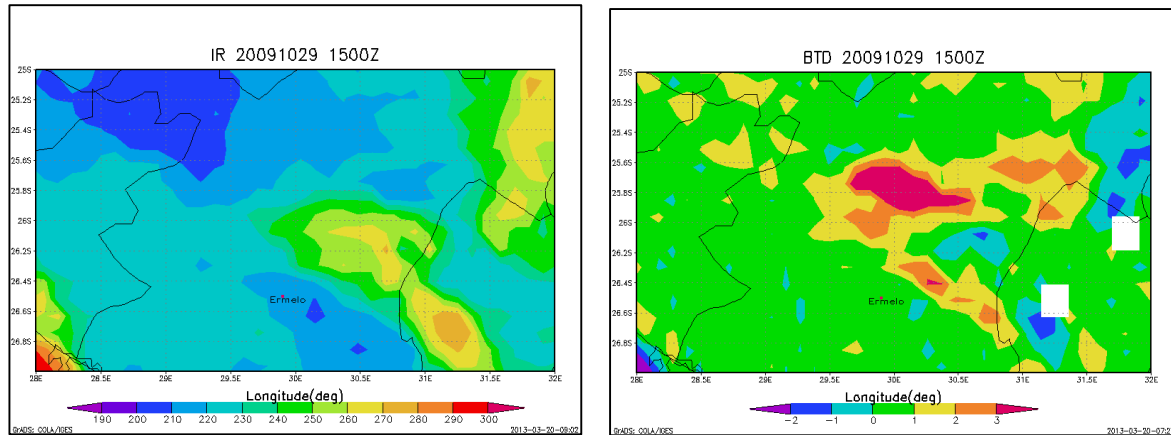 IR 20091029 1500Z
25S
25.2S
25.4S
25.6S
25.8S
26S
26.2S
26.4S
26.6S
26.8S
Ermelo
28E 28.5E 29E 29.5E 30E 30.5E 31E 31.5E 32E
Longitude(deg)
190 200 210 220 230 240 250 260 270 280 290 300
GrADS: COLA/IGES 2013-03-20-09:02
BTD 20091029 1500Z
25S
25.2S
25.4S
25.6S
25.8S
26S
26.2S
26.4S
26.6S
26.8S
Ermelo
28E 28.5E 29E 29.5E 30E 30.5E 31E 31.5E 32E
Longitude(deg)
-2 -1 0 1 2 3
GrADS: COLA/IGES 2013-03-20-07:2